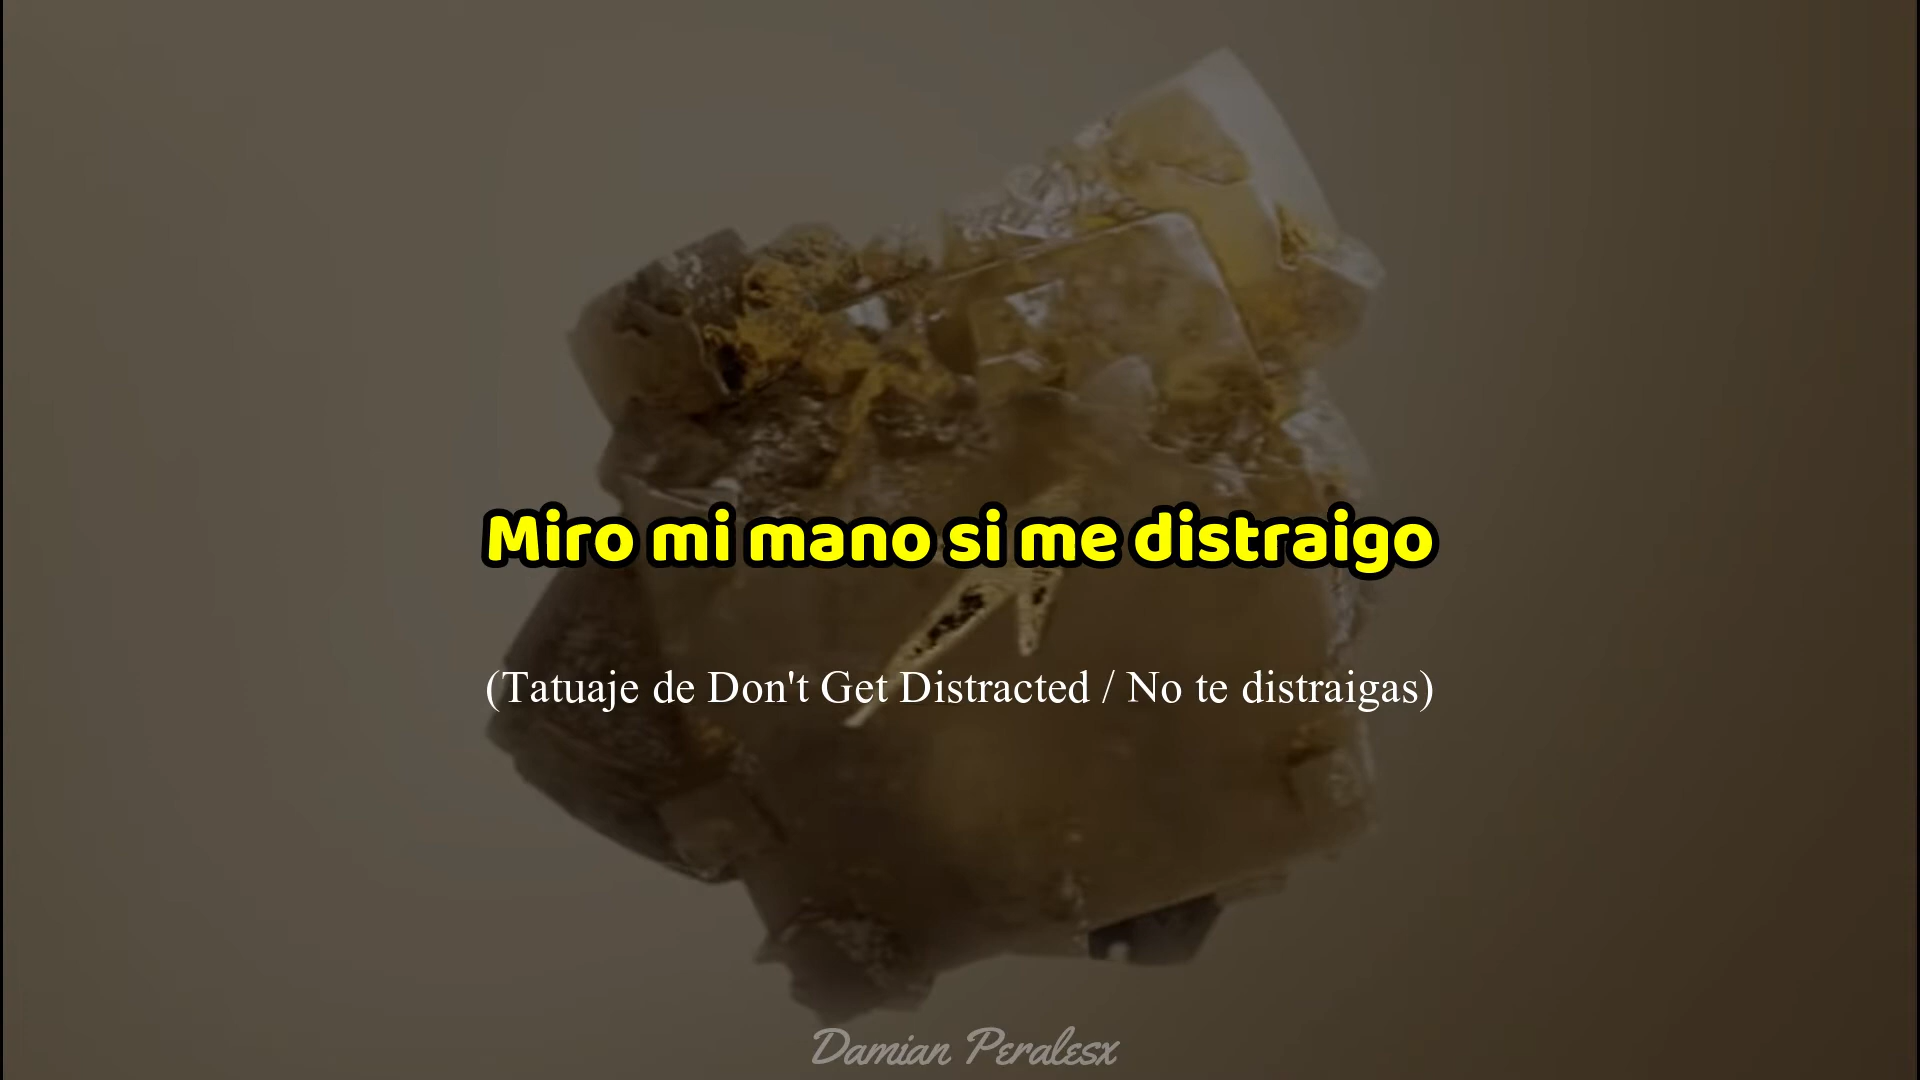 Miro mi mano si me distraigo
(Tatuaje de Don't Get Distracted / No te distraigas)
Damian Peralesx